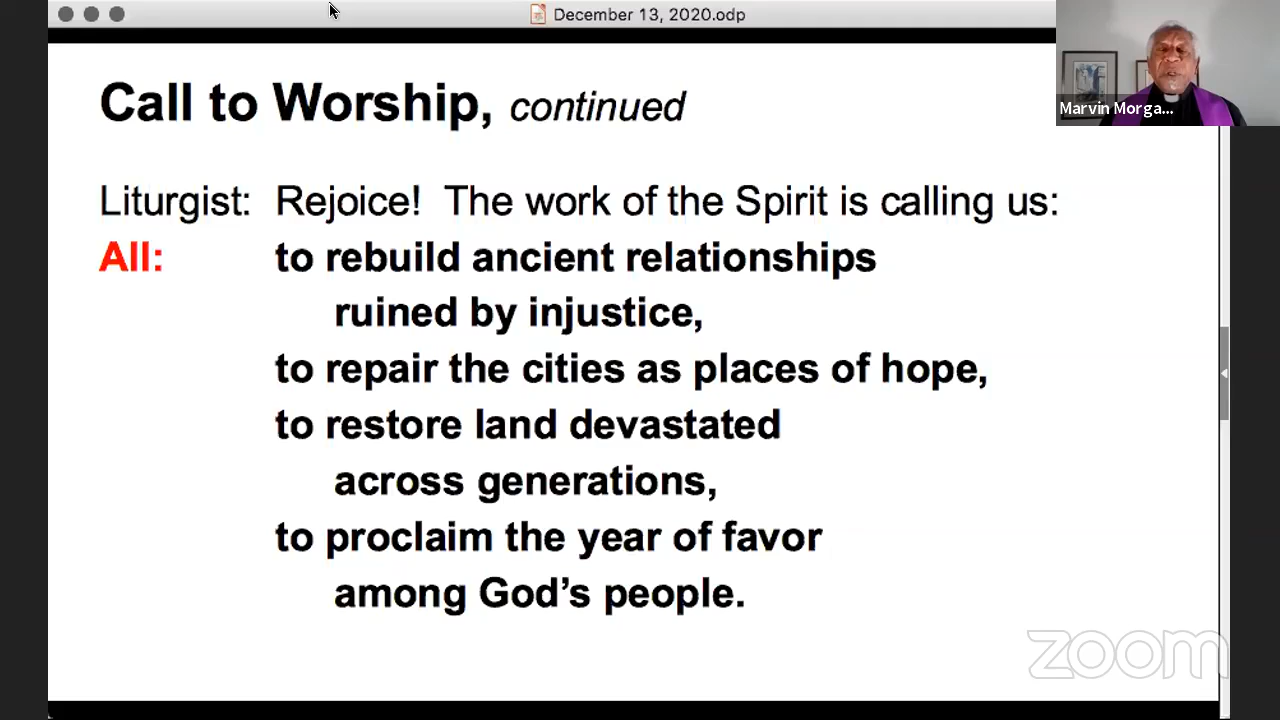 December 13, 2020.odp
Marvin Morga...
Call to Worship, continued
Liturgist: Rejoice! The work of the Spirit is calling us:
All: to rebuild ancient relationships
ruined by injustice,
to repair the cities as places of hope,
to restore land devastated
across generations,
to proclaim the year of favor
among God’s people.
zoom